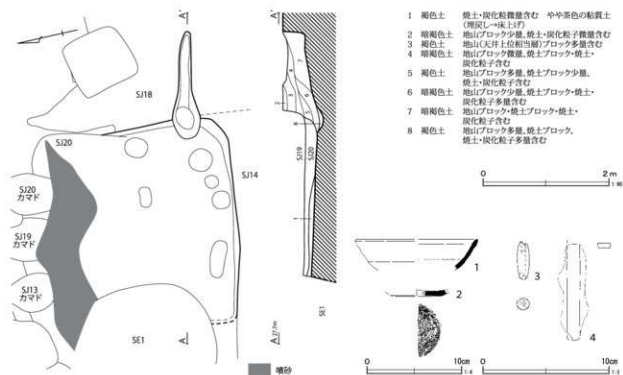 1 褐色土 焼土・炭化粒微量含む やや茶色の粘質土
(埋戻し→床上げ)
2 暗褐色土 地山ブロック少量、焼土・炭化粒子微量含む
3 褐色土 地山(天井上位相当層)ブロック多量含む
4 暗褐色土 地山ブロック微量、焼土ブロック・焼土・
炭化粒子含む
5 褐色土 地山ブロック多量、焼土ブロック少量、
焼土・炭化粒子含む
6 暗褐色土 地山ブロック少量、焼土ブロック・焼土・
炭化粒子多量含む
7 〃 地山ブロック・焼土ブロック・焼土・
炭化粒子含む
8 褐色土 地山ブロック多量、焼土ブロック、
焼土・炭化粒子多量含む
A'
A'
SJ18
SJ20
SJ14
SJ19
SJ20
SJ20
カマド
SJ19
カマド
SJ13
カマド
SE1
SE1
A
A
27.7m
噴砂
0 2m
1:60
1
2
3
4
0 10cm
1:4
0 10cm
1:3